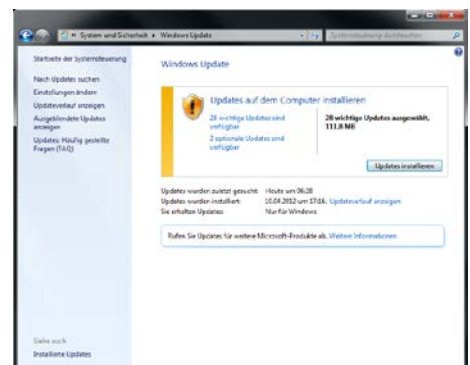 « System und Sicherheit ▸ Windows Update
Systemsteuerung durchsuchen
Startseite der Systemsteuerung
Nach Updates suchen
Einstellungen ändern
Updateverlauf anzeigen
Ausgeblendete Updates
anzeigen
Updates: Häufig gestellte
Fragen (FAQ)
Windows Update
Updates auf dem Computer installieren
28 wichtige Updates sind
verfügbar
2 optionale Updates sind
verfügbar
28 wichtige Updates ausgewählt,
111,8 MB
Updates installieren
Updates wurden zuletzt gesucht: Heute um 06:28
Updates wurden installiert: 10.04.2012 um 17:16. Updateverlauf anzeigen
Sie erhalten Updates: Nur für Windows
Rufen Sie Updates für weitere Microsoft-Produkte ab. Weitere Informationen
Siehe auch
Installierte Updates